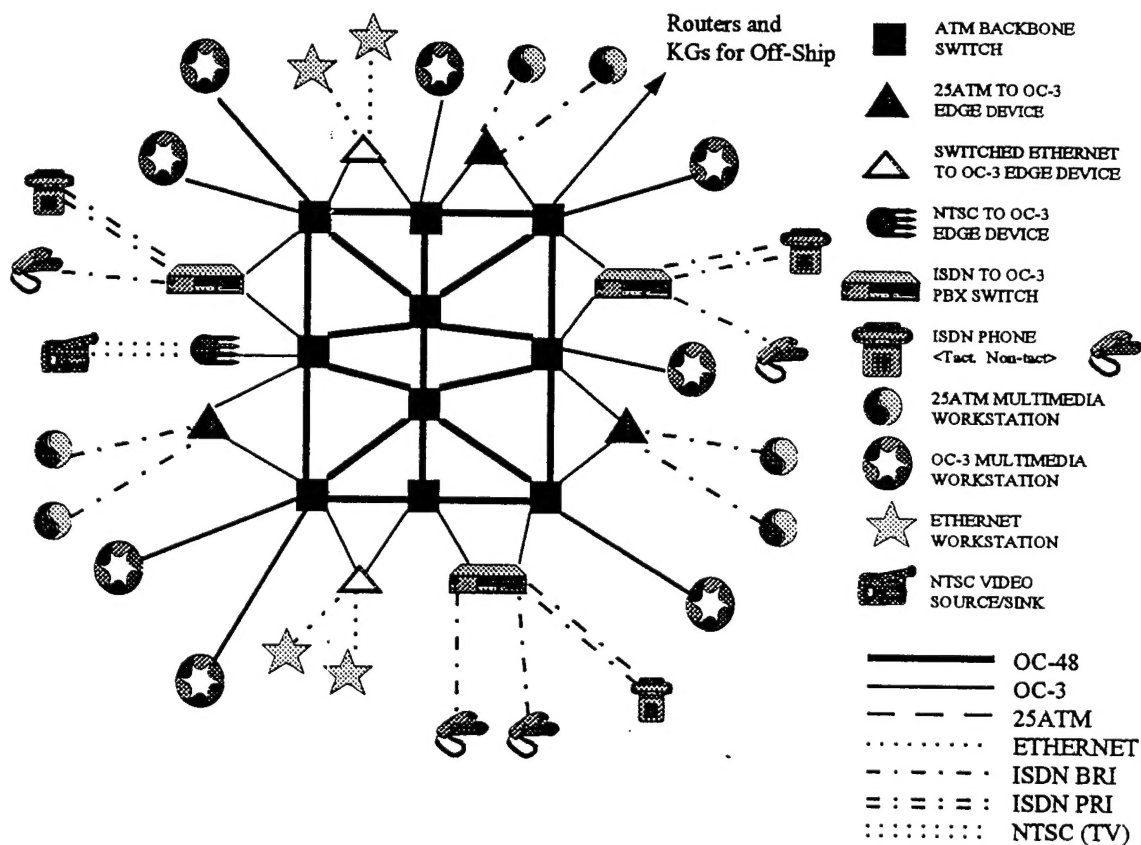 Routers and
KGs for Off-Ship
ATM BACKBONE
SWITCH
25ATM TO OC-3
EDGE DEVICE
SWITCHED ETHERNET
TO OC-3 EDGE DEVICE
NTSC TO OC-3
EDGE DEVICE
ISDN TO OC-3
PBX SWITCH
ISDN PHONE
<Tact. Non-tact>
25ATM MULTIMEDIA
WORKSTATION
OC-3 MULTIMEDIA
WORKSTATION
ETHERNET
WORKSTATION
NTSC VIDEO
SOURCE/SINK
OC-48
OC-3
25ATM
ETHERNET
ISDN BRI
ISDN PRI
NTSC (TV)